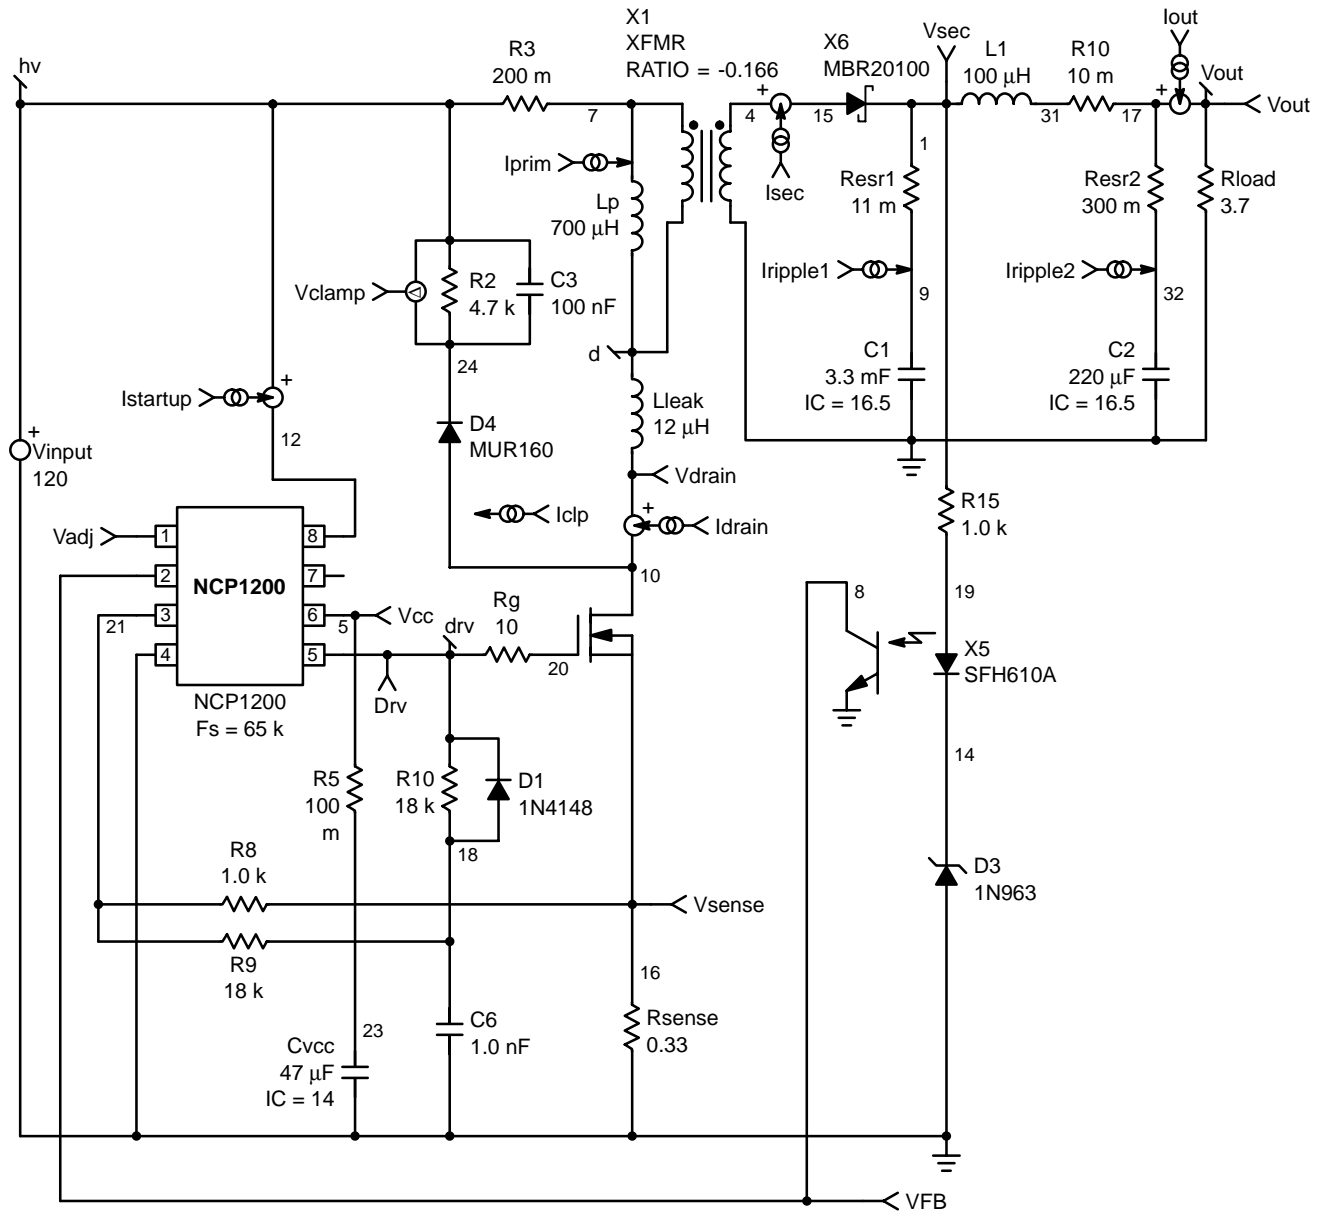 X1
XFMR
RATIO = -0.166
Iout
Vsec
X6
MBR20100
L1
100 μH
R10
10 m
Vout
hv
R3
200 m
7
+
4
15
31
17
+
Vout
Iprim
Isec
1
Lp
700 μH
Resr1
11 m
Resr2
300 m
Rload
3.7
Vclamp
R2
4.7 k
C3
100 nF
Iripple1
9
Iripple2
32
d
24
C1
3.3 mF
IC = 16.5
C2
220 μF
IC = 16.5
Istartup
+
12
Lleak
12 μH
D4
MUR160
+
Vinput
120
Vdrain
+
Iclp
Idrain
R15
1.0 k
Vadj
1
8
2
7
NCP1200
3
6
4
5
21
5
Vcc
10
8
19
drv
Rg
10
20
X5
SFH610A
NCP1200
Fs = 65 k
Drv
14
R5
100
m
R10
18 k
D1
1N4148
18
R8
1.0 k
D3
1N963
Vsense
R9
18 k
16
C6
1.0 nF
Rsense
0.33
23
Cvcc
47 μF
IC = 14
VFB